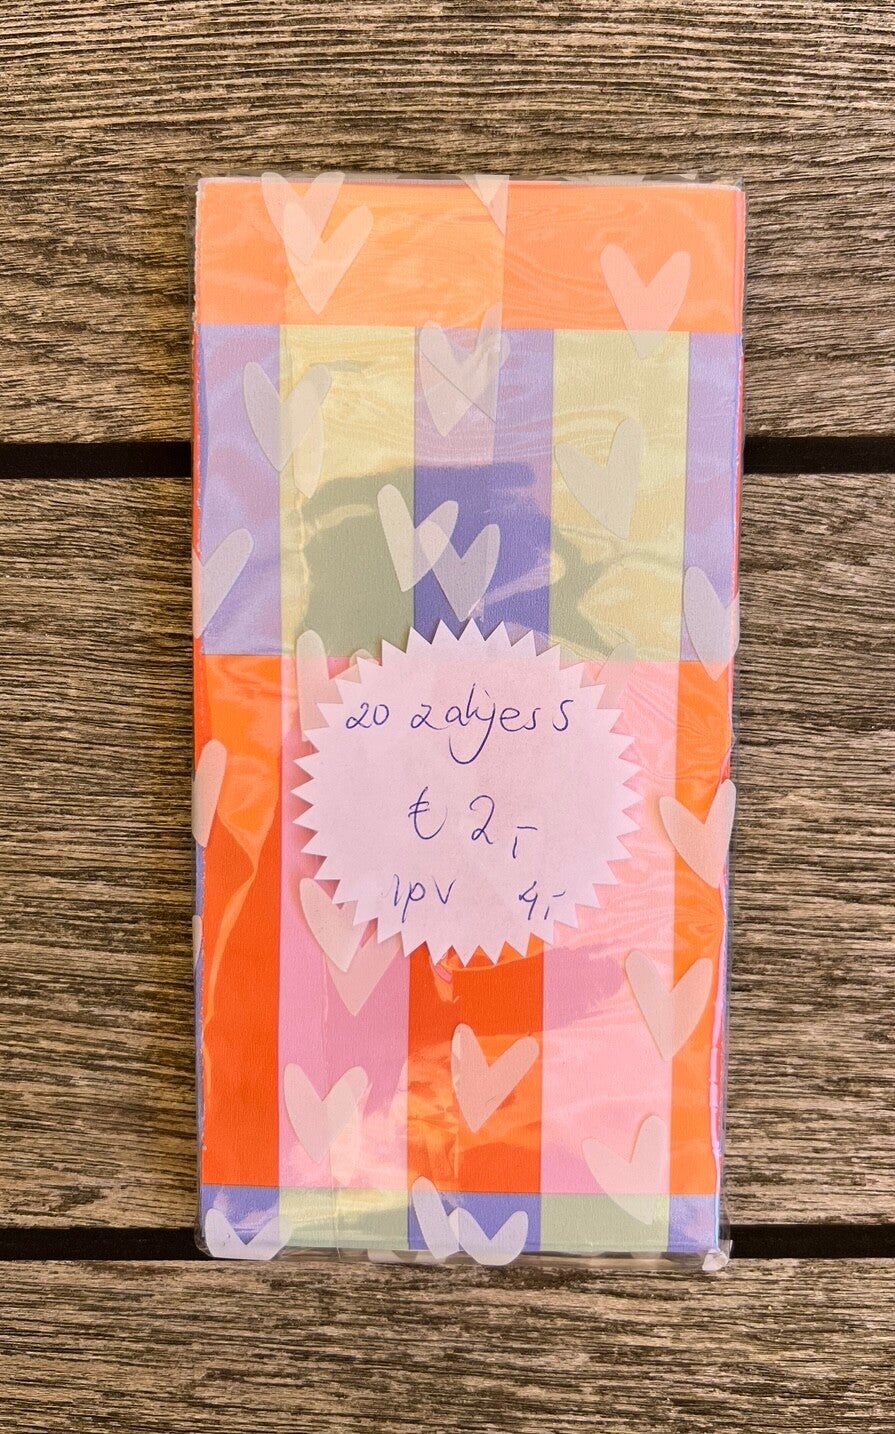 20 zakjes S
€ 2,-
ipv 4,-